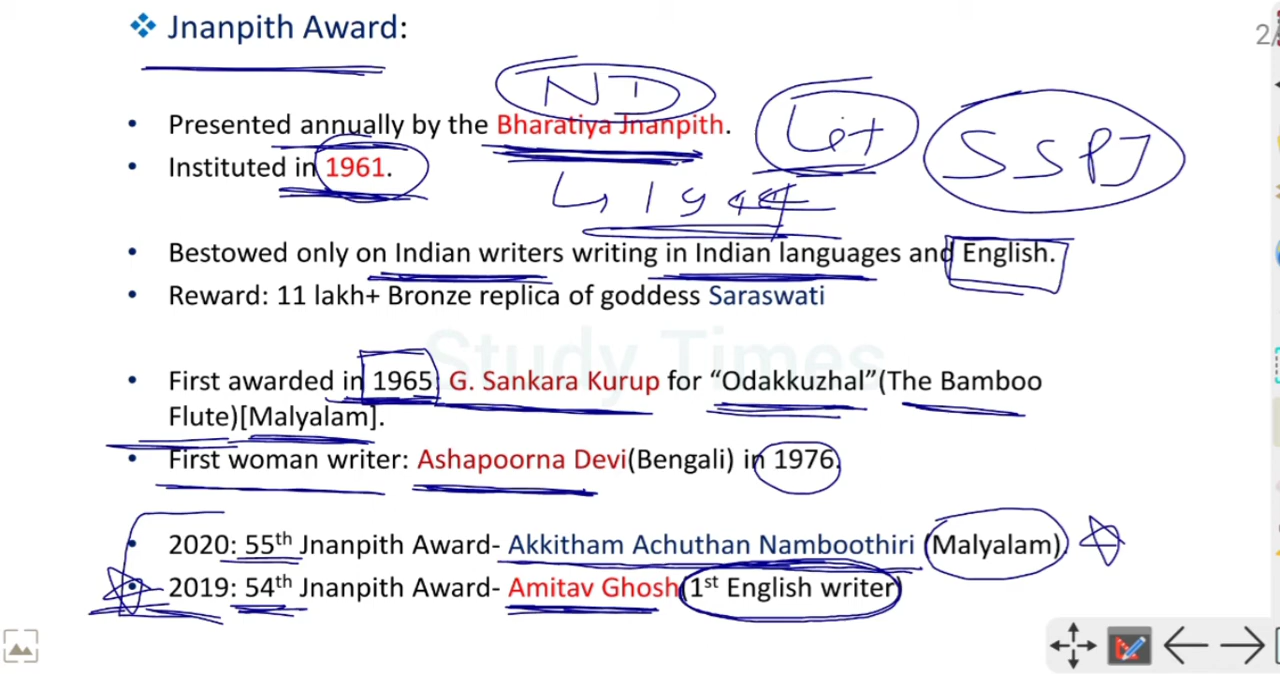 ❖ Jnanpith Award:
2/
ND
• Presented annually by the Bharatiya Jnanpith.
Lit
SSPJ
• Instituted in 1961.
↳ 1944
• Bestowed only on Indian writers writing in Indian languages and English.
• Reward: 11 lakh+ Bronze replica of goddess Saraswati
Study Times
• First awarded in 1965 G. Sankara Kurup for “Odakkuzhal”(The Bamboo
Flute)[Malyalam].
• First woman writer: Ashapoorna Devi(Bengali) in 1976.
• 2020: 55th Jnanpith Award- Akkitham Achuthan Namboothiri (Malyalam).
• 2019: 54th Jnanpith Award- Amitav Ghosh(1st English writer)